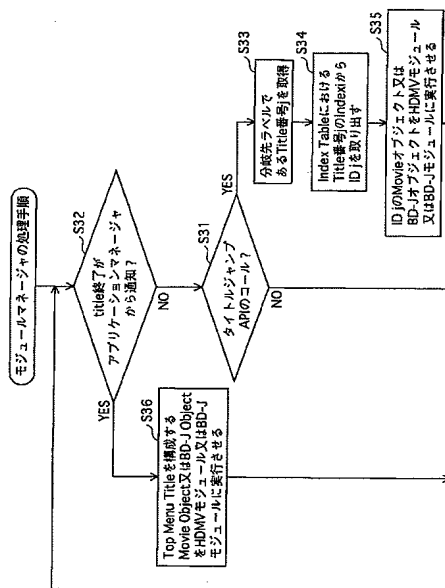 モジュールマネージャの処理手順
S32
title終了が
アプリケーションマネージャ
から通知?
YES
NO
S36
Top Menu Titleを構成する
Movie Object又はBD-J Object
をHDMVモジュール又はBD-J
モジュールに実行させる
S31
タイトルジャンプ
APIのコール?
YES
NO
S33
分岐先ラベルで
あるTitle番号jを取得
S34
Index Tableにおける
Title番号jのIndexiから
ID jを取り出す
S35
ID jのMovieオブジェクト又は
BD-JオブジェクトをHDMVモジュール
又はBD-Jモジュールに実行させる